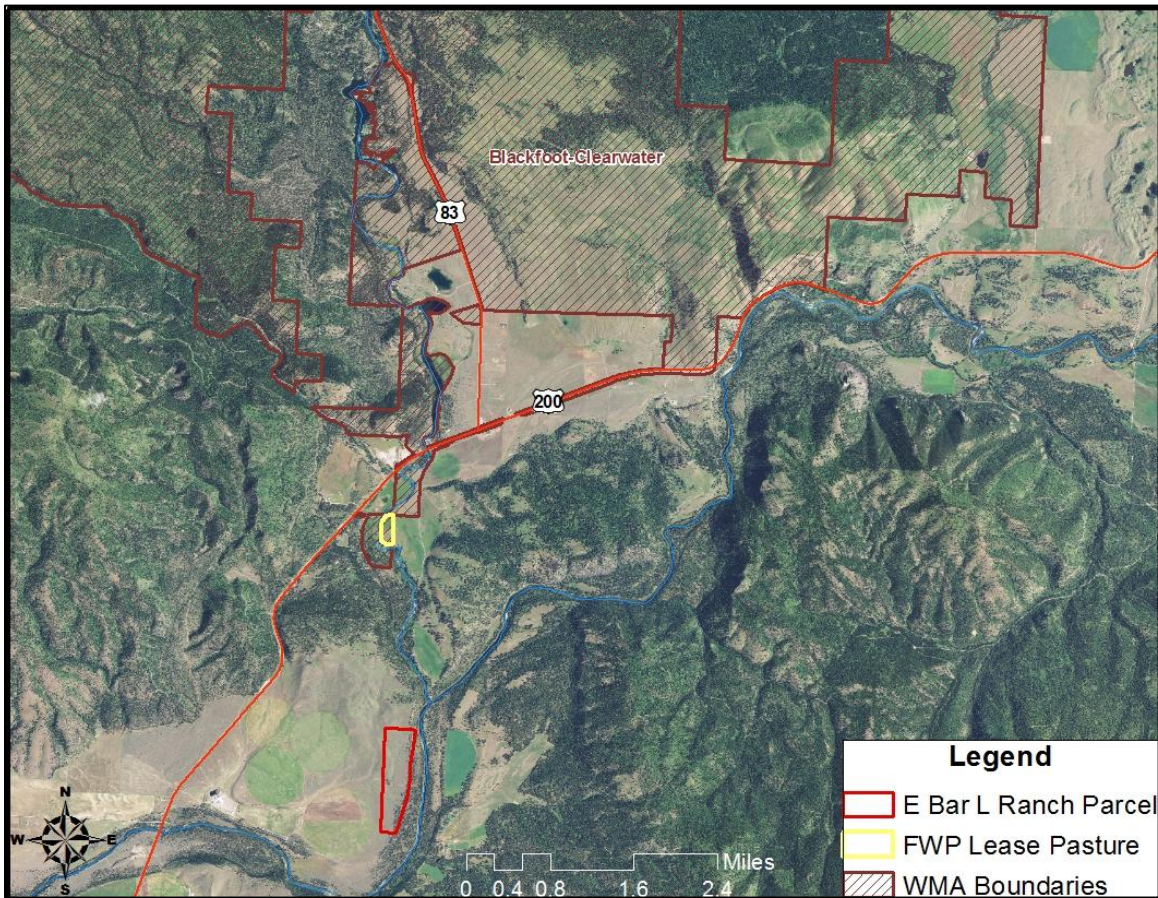 Blackfoot-Clearwater
83
200
N
W E
S
Legend
E Bar L Ranch Parcel
FWP Lease Pasture
WMA Boundaries
Miles
0 0.4 0.8 1.6 2.4